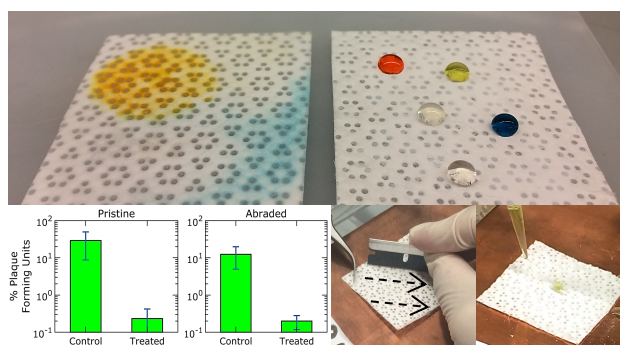 Pristine
Abraded
% Plaque
Forming Units
10²
10¹
10⁰
10⁻¹
Control
Treated
10²
10¹
10⁰
10⁻¹
Control
Treated